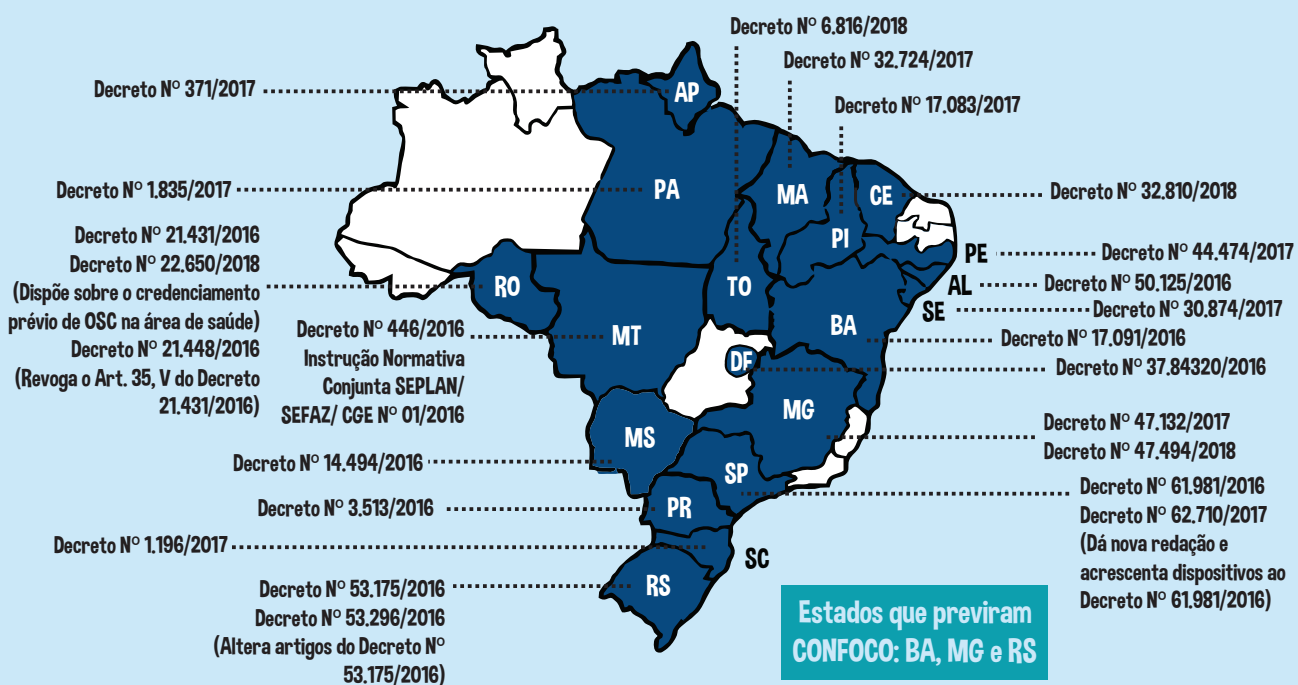 Decreto Nº 6.816/2018
Decreto Nº 32.724/2017
Decreto Nº 371/2017
AP
Decreto Nº 17.083/2017
Decreto Nº 1.835/2017
PA
MA
CE
Decreto Nº 32.810/2018
Decreto Nº 21.431/2016
Decreto Nº 22.650/2018
(Dispõe sobre o credenciamento
prévio de OSC na área de saúde)
Decreto Nº 21.448/2016
(Revoga o Art. 35, V do Decreto
21.431/2016)
RO
PI
PE
Decreto Nº 44.474/2017
TO
AL
Decreto Nº 50.125/2016
SE
Decreto Nº 30.874/2017
Decreto Nº 446/2016
Instrução Normativa
Conjunta SEPLAN/
SEFAZ/ CGE Nº 01/2016
MT
BA
Decreto Nº 17.091/2016
DF
Decreto Nº 37.84320/2016
MG
Decreto Nº 47.132/2017
Decreto Nº 47.494/2018
MS
Decreto Nº 14.494/2016
SP
Decreto Nº 61.981/2016
Decreto Nº 62.710/2017
(Dá nova redação e
acrescenta dispositivos ao
Decreto Nº 61.981/2016)
Decreto Nº 3.513/2016
PR
Decreto Nº 1.196/2017
SC
Decreto Nº 53.175/2016
Decreto Nº 53.296/2016
(Altera artigos do Decreto Nº
53.175/2016)
RS
Estados que previram
CONFOCO: BA, MG e RS